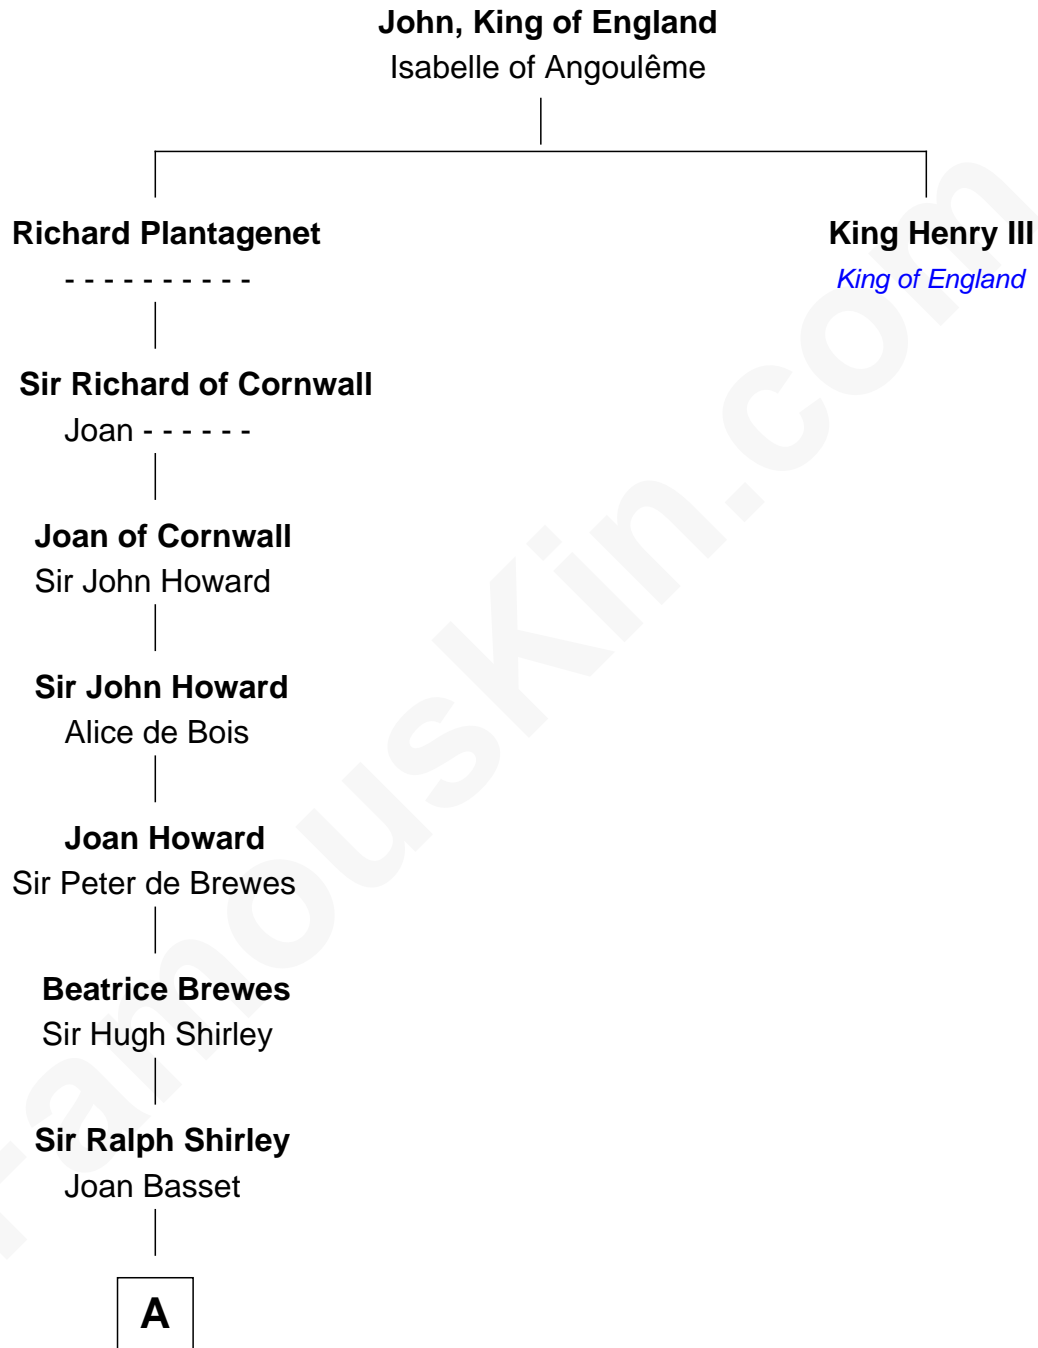 John, King of England
Isabelle of Angoulême
Richard Plantagenet
- - - - - - - - - -
King Henry III
King of England
Sir Richard of Cornwall
Joan - - - - - -
Joan of Cornwall
Sir John Howard
Sir John Howard
Alice de Bois
Joan Howard
Sir Peter de Brewes
Beatrice Brewes
Sir Hugh Shirley
Sir Ralph Shirley
Joan Basset
A
FamousKin.com